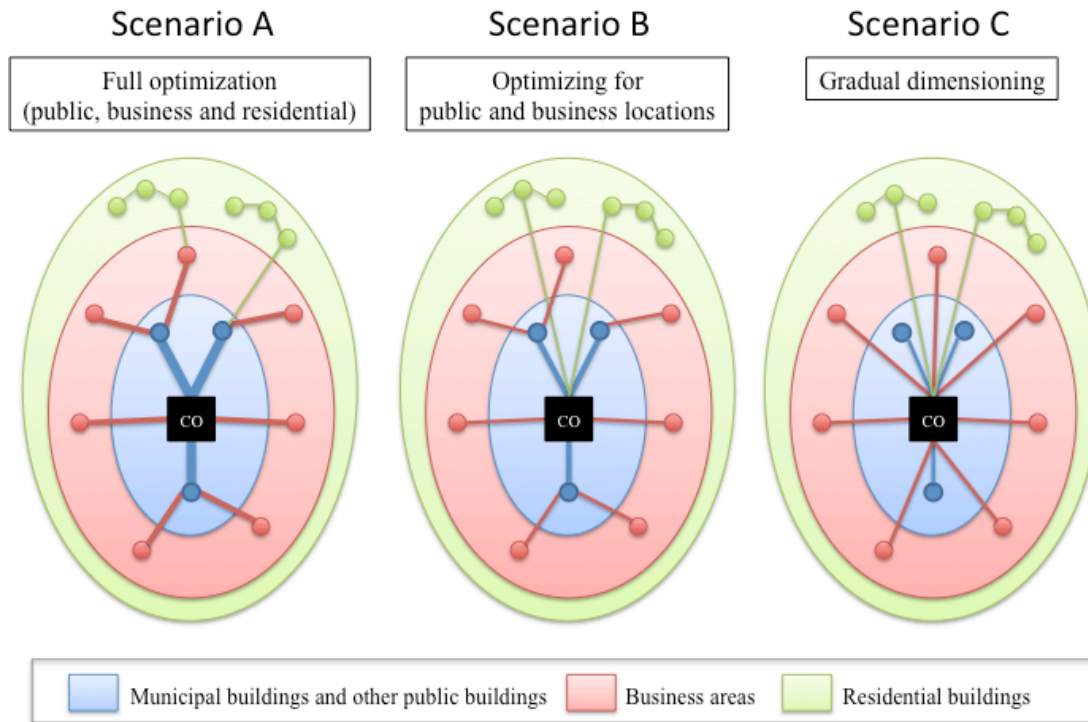 Scenario A
Scenario B
Scenario C
Full optimization
(public, business and residential)
Optimizing for
public and business locations
Gradual dimensioning
CO
CO
CO
Municipal buildings and other public buildings
Business areas
Residential buildings